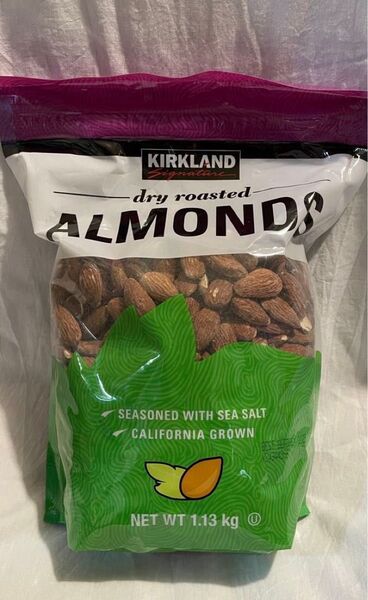 KIRKLAND
Signature
dry roasted
ALMONDS
✓ SEASONED WITH SEA SALT
✓ CALIFORNIA GROWN
NET WT 1.13 kg Ⓤ